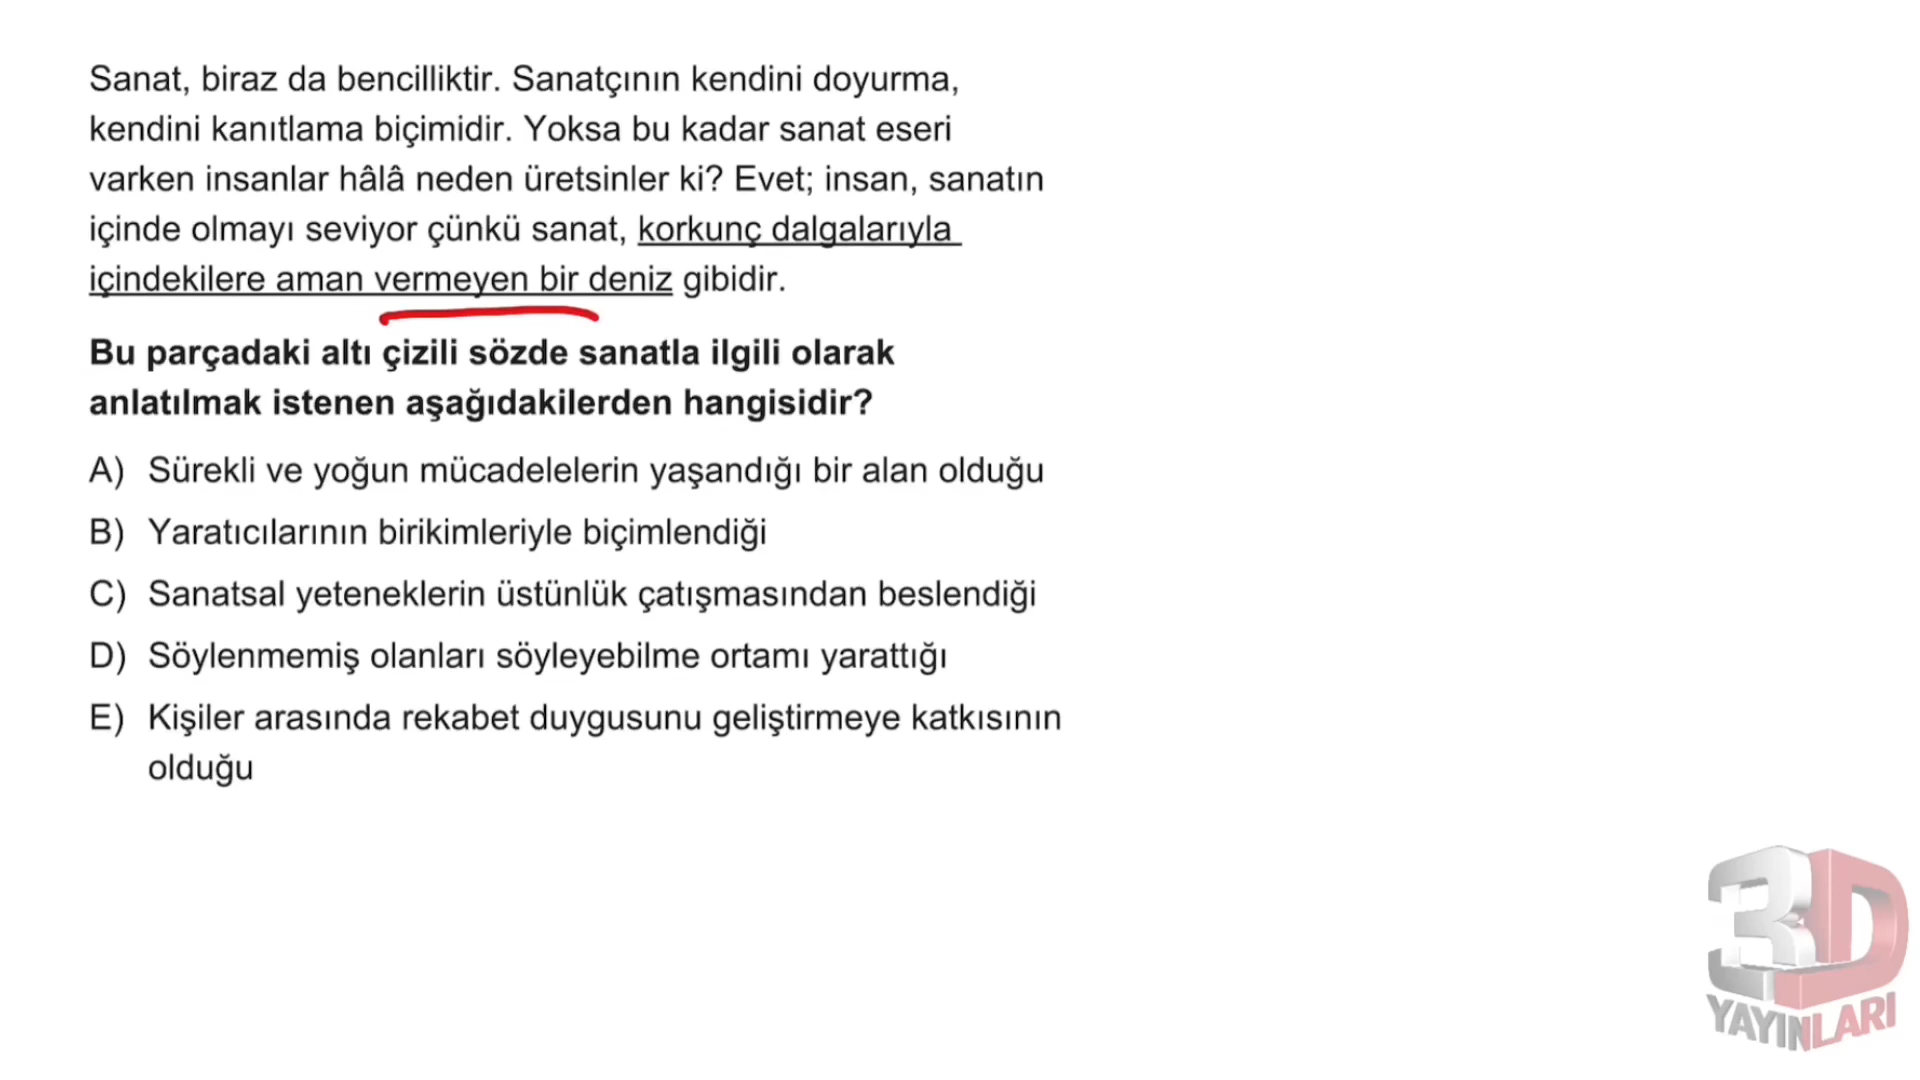 Sanat, biraz da bencilliktir. Sanatçının kendini doyurma,
kendini kanıtlama biçimidir. Yoksa bu kadar sanat eseri
varken insanlar hâlâ neden üretsinler ki? Evet; insan, sanatın
içinde olmayı seviyor çünkü sanat, korkunç dalgalarıyla
içindekilere aman vermeyen bir deniz gibidir.
Bu parçadaki altı çizili sözde sanatla ilgili olarak
anlatılmak istenen aşağıdakilerden hangisidir?
A) Sürekli ve yoğun mücadelelerin yaşandığı bir alan olduğu
B) Yaratıcılarının birikimleriyle biçimlendiği
C) Sanatsal yeteneklerin üstünlük çatışmasından beslendiği
D) Söylenmemiş olanları söyleyebilme ortamı yarattığı
E) Kişiler arasında rekabet duygusunu geliştirmeye katkısının
olduğu
3D
YAYINLARI